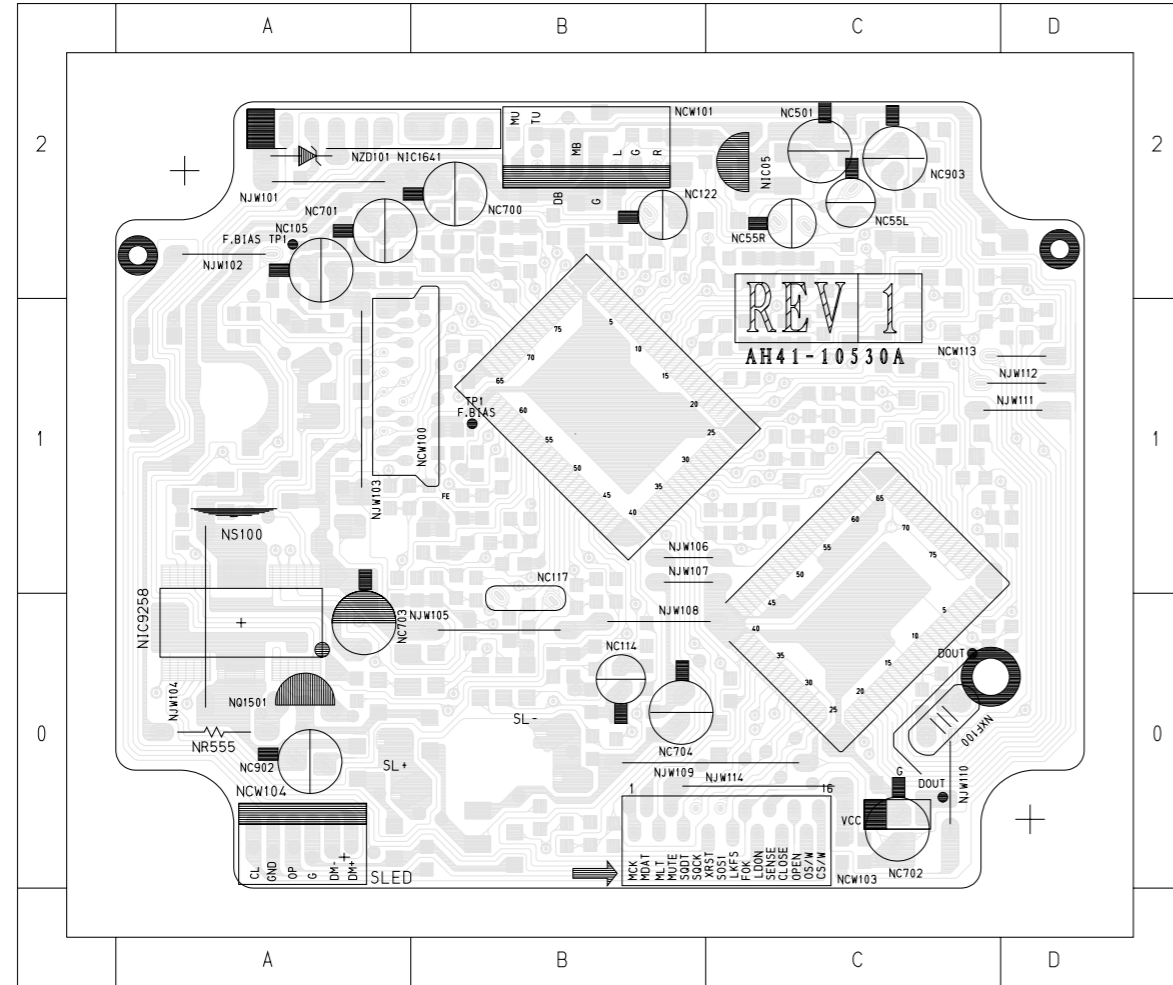 A B C D
2 2
NCW101
NC501
MU
TU
MB
L
G
R
NIC05
NZD101 NIC1641
NC903
NJW101
NC701
NC700
DB
G
NC122
NC55L
NC105
F.BIAS TP1
NC55R
NJW102
REV 1
AH41-10530A
NCW113
NJW112
NJW111
75
5
70
10
65
15
60
20
55
25
50
30
45
35
40
TP1
F.BIAS
NCW100
1 1
NJW103
FE
NS100
65
60
70
55
75
50
45
5
40
10
35
15
30
20
25
NJW106
NJW107
NC117
NJW108
NIC9258
NC703
NJW105
NC114
DOUT
NQ1501
NJW104
SL-
NXF100
0 0
NR555
NC704
NC902
SL+
NJW109
NJW114
G
DOUT
NJW110
NCW104
1
16
VCC
CL
GND
OP
G
DM-
DM+
SLED
MCK
MDAT
MLT
MUTE
SQDT
SQCK
XRST
SOS1
LKFS
FOK
LDON
SENSE
CLOSE
OPEN
OS/W
CS/W
NCW103
NC702
A B C D